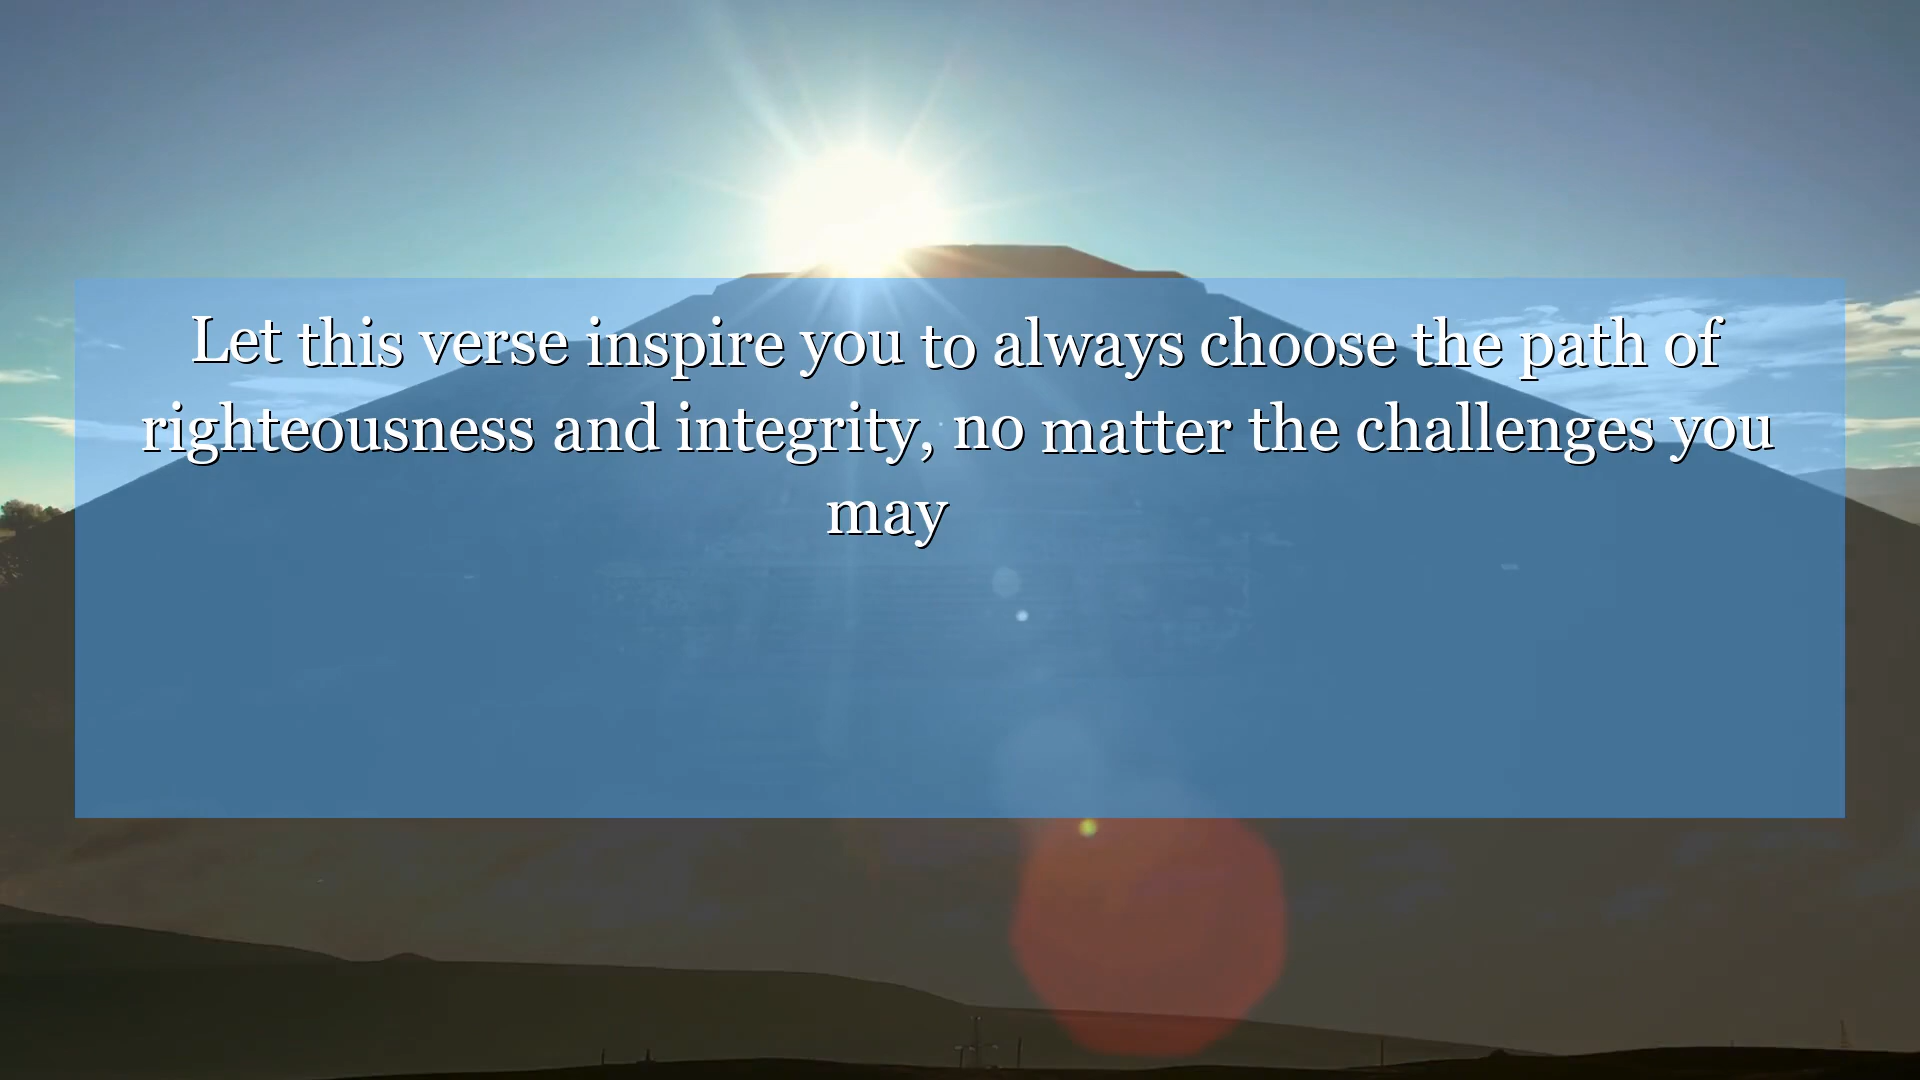 Let this verse inspire you to always choose the path of
righteousness and integrity, no matter the challenges you
may